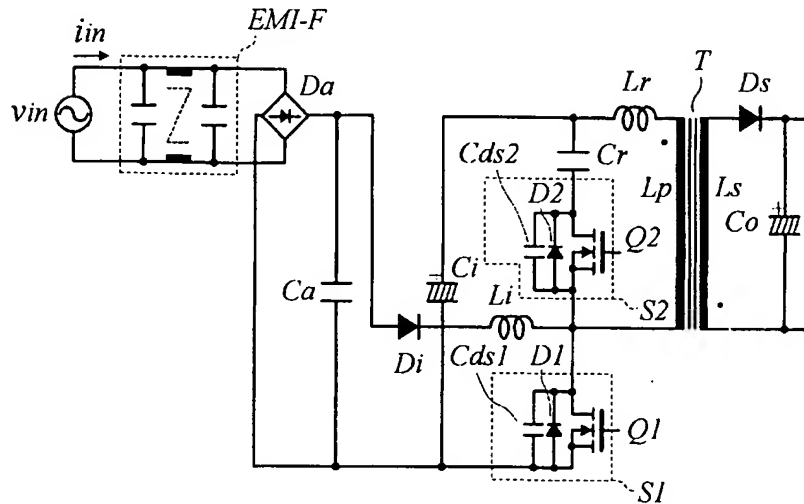 EMI-F
iin
vin
Da
Lr
T
Ds
Cds2
D2
Cr
Lp
Ls
Q2
Co
Ca
Ci
Li
S2
Di
Cds1
D1
Q1
S1